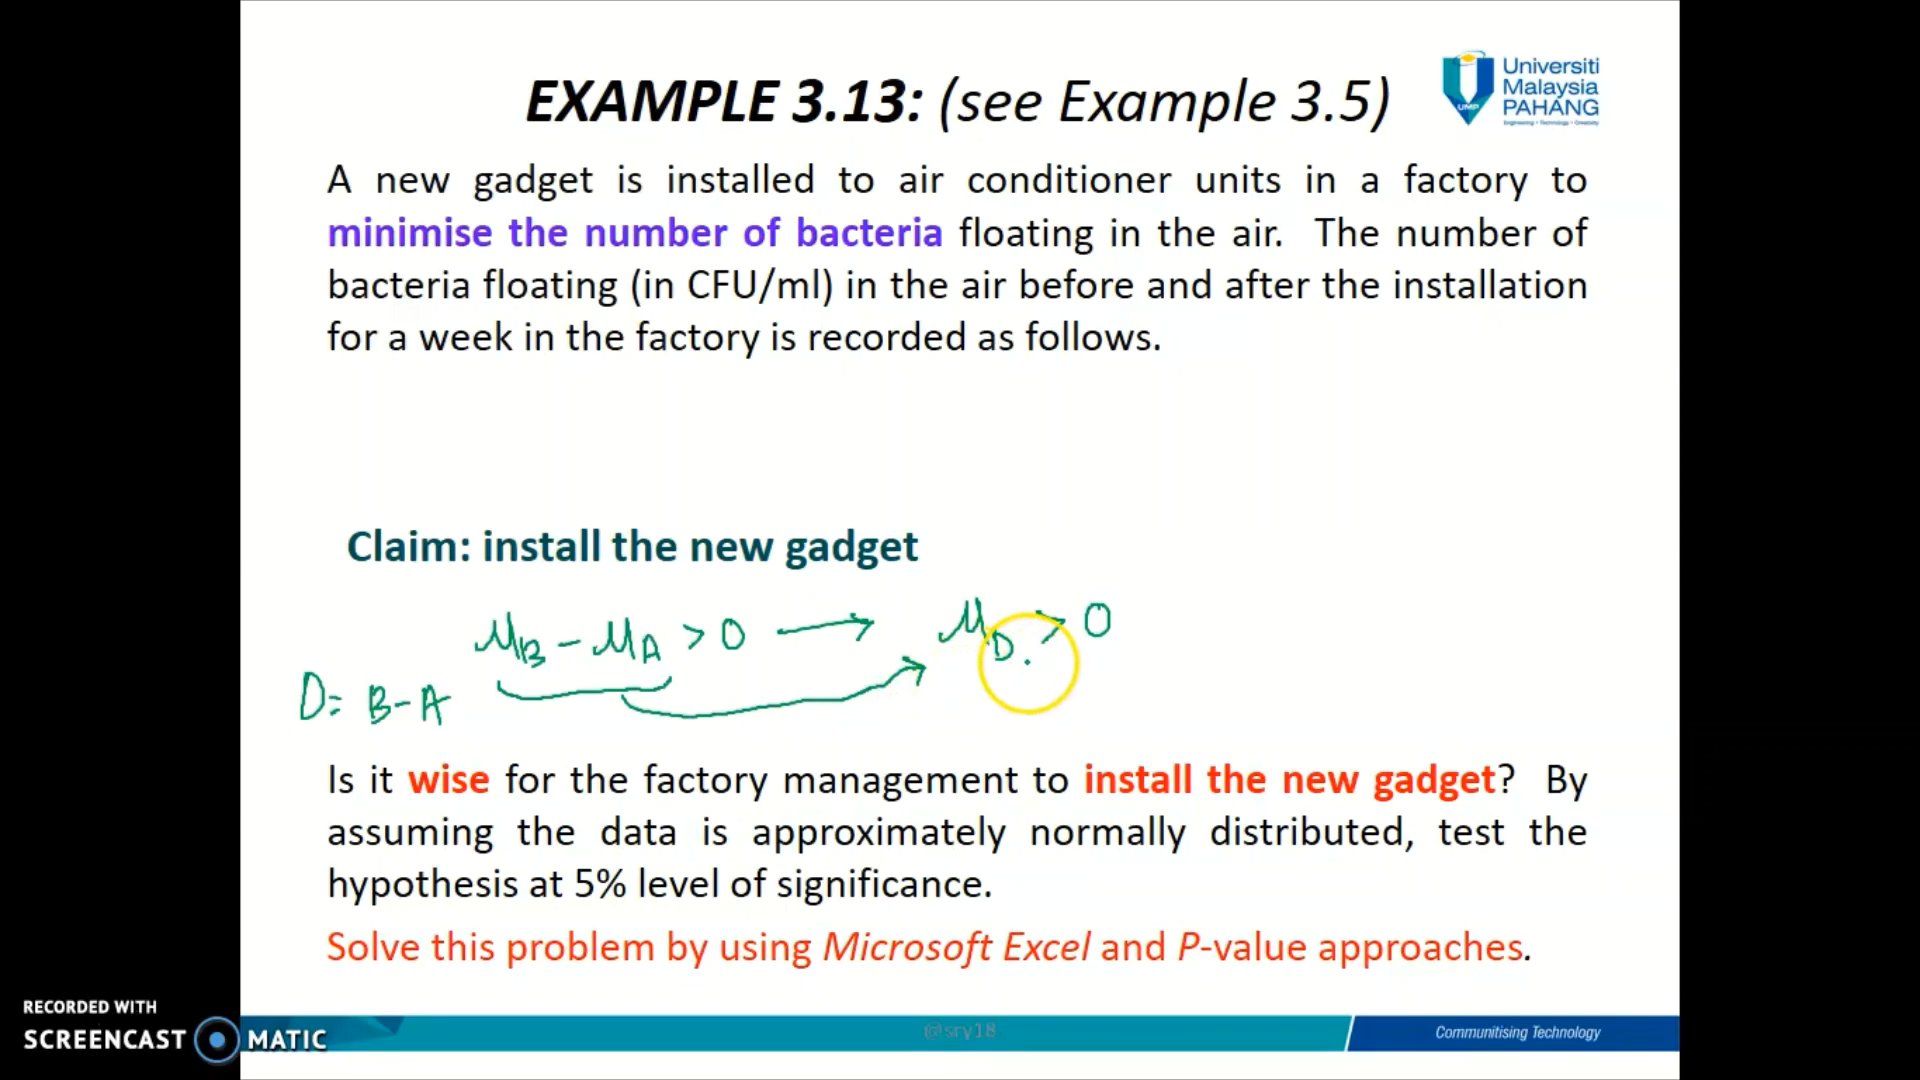 EXAMPLE 3.13: (see Example 3.5)
Universiti
Malaysia
PAHANG
Engineering • Technology • Creativity
UMP
A new gadget is installed to air conditioner units in a factory to
minimise the number of bacteria floating in the air. The number of
bacteria floating (in CFU/ml) in the air before and after the installation
for a week in the factory is recorded as follows.
Claim: install the new gadget
μB - μA > 0 → μD > 0
D = B - A
Is it wise for the factory management to install the new gadget? By
assuming the data is approximately normally distributed, test the
hypothesis at 5% level of significance.
Solve this problem by using Microsoft Excel and P-value approaches.
RECORDED WITH
SCREENCAST MATIC
@sry18
Communitising Technology